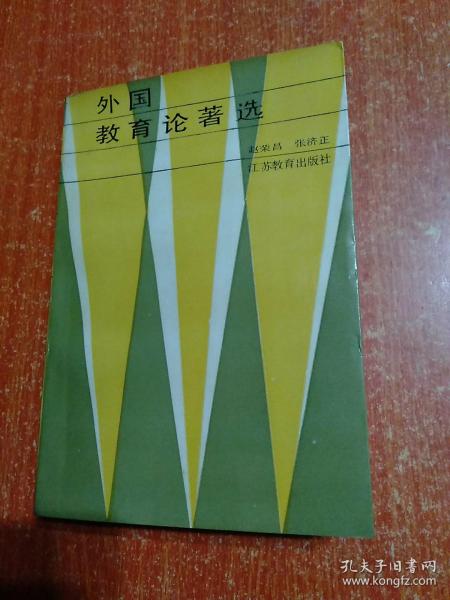 外国
教育论著选
赵荣昌 张济正
江苏教育出版社
孔夫子旧书网
www.kongfz.com